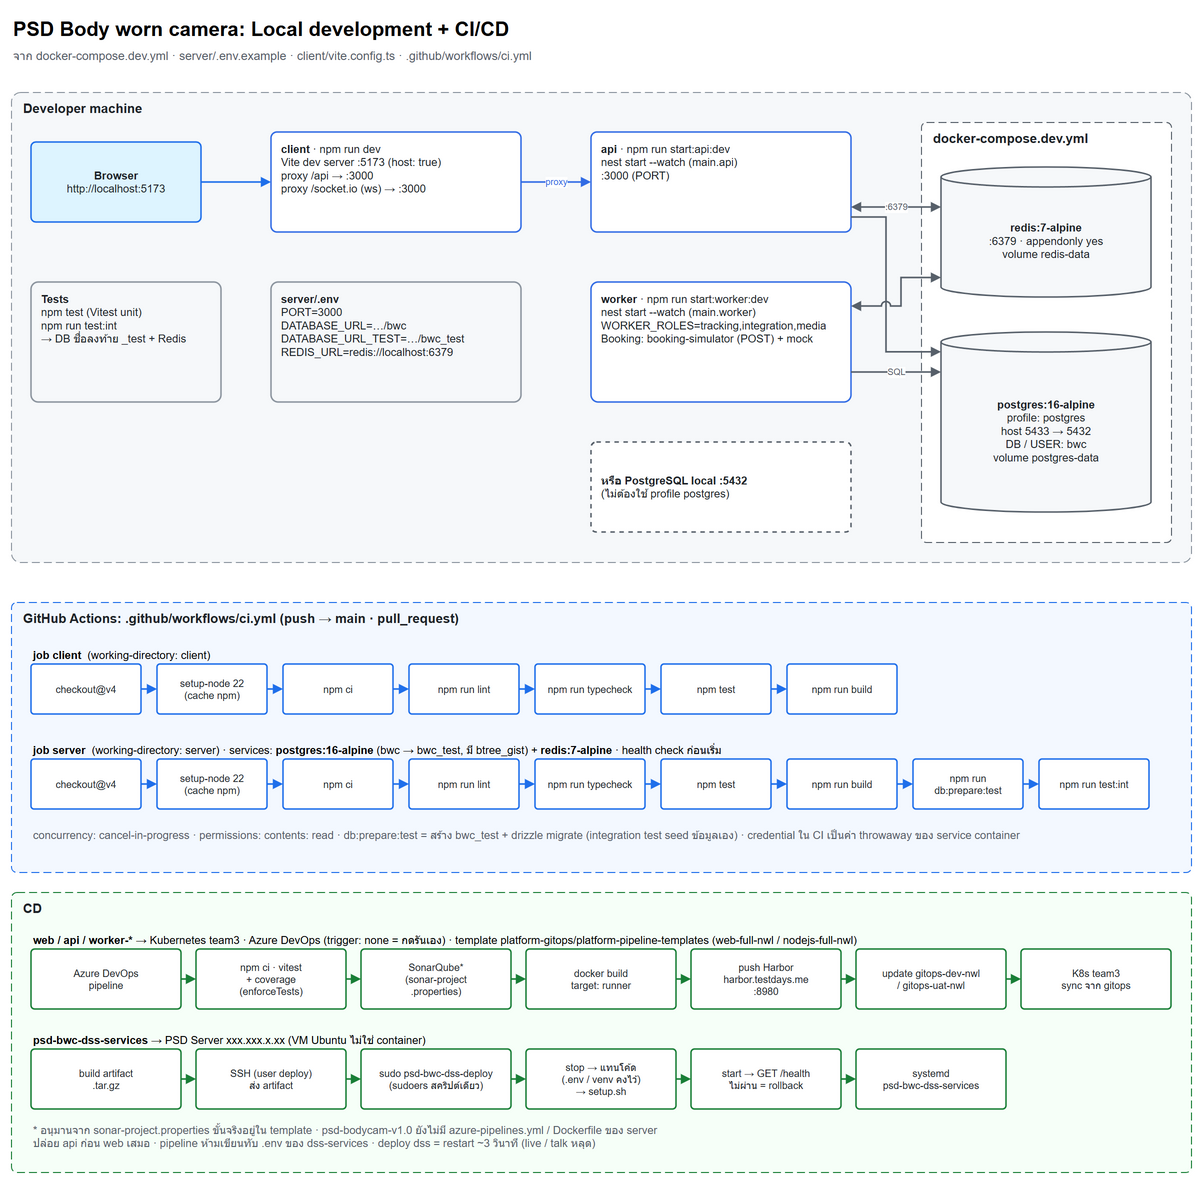 PSD Body worn camera: Local development + CI/CD
จาก docker-compose.dev.yml · server/.env.example · client/vite.config.ts · .github/workflows/ci.yml
Developer machine
Browser
http://localhost:5173
client · npm run dev
Vite dev server :5173 (host: true)
proxy /api → :3000
proxy /socket.io (ws) → :3000
proxy
api · npm run start:api:dev
nest start --watch (main.api)
:3000 (PORT)
docker-compose.dev.yml
:6379
redis:7-alpine
:6379 · appendonly yes
volume redis-data
Tests
npm test (Vitest unit)
npm run test:int
→ DB ชื่อลงท้าย _test + Redis
server/.env
PORT=3000
DATABASE_URL=…/bwc
DATABASE_URL_TEST=…/bwc_test
REDIS_URL=redis://localhost:6379
worker · npm run start:worker:dev
nest start --watch (main.worker)
WORKER_ROLES=tracking,integration,media
Booking: booking-simulator (POST) + mock
SQL
postgres:16-alpine
profile: postgres
host 5433 → 5432
DB / USER: bwc
volume postgres-data
หรือ PostgreSQL local :5432
(ไม่ต้องใช้ profile postgres)
GitHub Actions: .github/workflows/ci.yml (push → main · pull_request)
job client (working-directory: client)
checkout@v4
setup-node 22
(cache npm)
npm ci
npm run lint
npm run typecheck
npm test
npm run build
job server (working-directory: server) · services: postgres:16-alpine (bwc → bwc_test, มี btree_gist) + redis:7-alpine · health check ก่อนเริ่ม
checkout@v4
setup-node 22
(cache npm)
npm ci
npm run lint
npm run typecheck
npm test
npm run build
npm run
db:prepare:test
npm run test:int
concurrency: cancel-in-progress · permissions: contents: read · db:prepare:test = สร้าง bwc_test + drizzle migrate (integration test seed ข้อมูลเอง) · credential ใน CI เป็นค่า throwaway ของ service container
CD
web / api / worker-* → Kubernetes team3 · Azure DevOps (trigger: none = กดรันเอง) · template platform-gitops/platform-pipeline-templates (web-full-nwl / nodejs-full-nwl)
Azure DevOps
pipeline
npm ci · vitest
+ coverage
(enforceTests)
SonarQube*
(sonar-project
.properties)
docker build
target: runner
push Harbor
harbor.testdays.me
:8980
update gitops-dev-nwl
/ gitops-uat-nwl
K8s team3
sync จาก gitops
psd-bwc-dss-services → PSD Server xxx.xxx.x.xx (VM Ubuntu ไม่ใช่ container)
build artifact
.tar.gz
SSH (user deploy)
ส่ง artifact
sudo psd-bwc-dss-deploy
(sudoers สคริปต์เดียว)
stop → แทนโค้ด
(.env / venv คงไว้)
→ setup.sh
start → GET /health
ไม่ผ่าน = rollback
systemd
psd-bwc-dss-services
* อนุมานจาก sonar-project.properties ขั้นจริงอยู่ใน template · psd-bodycam-v1.0 ยังไม่มี azure-pipelines.yml / Dockerfile ของ server
ปล่อย api ก่อน web เสมอ · pipeline ห้ามเขียนทับ .env ของ dss-services · deploy dss = restart ~3 วินาที (live / talk หลุด)